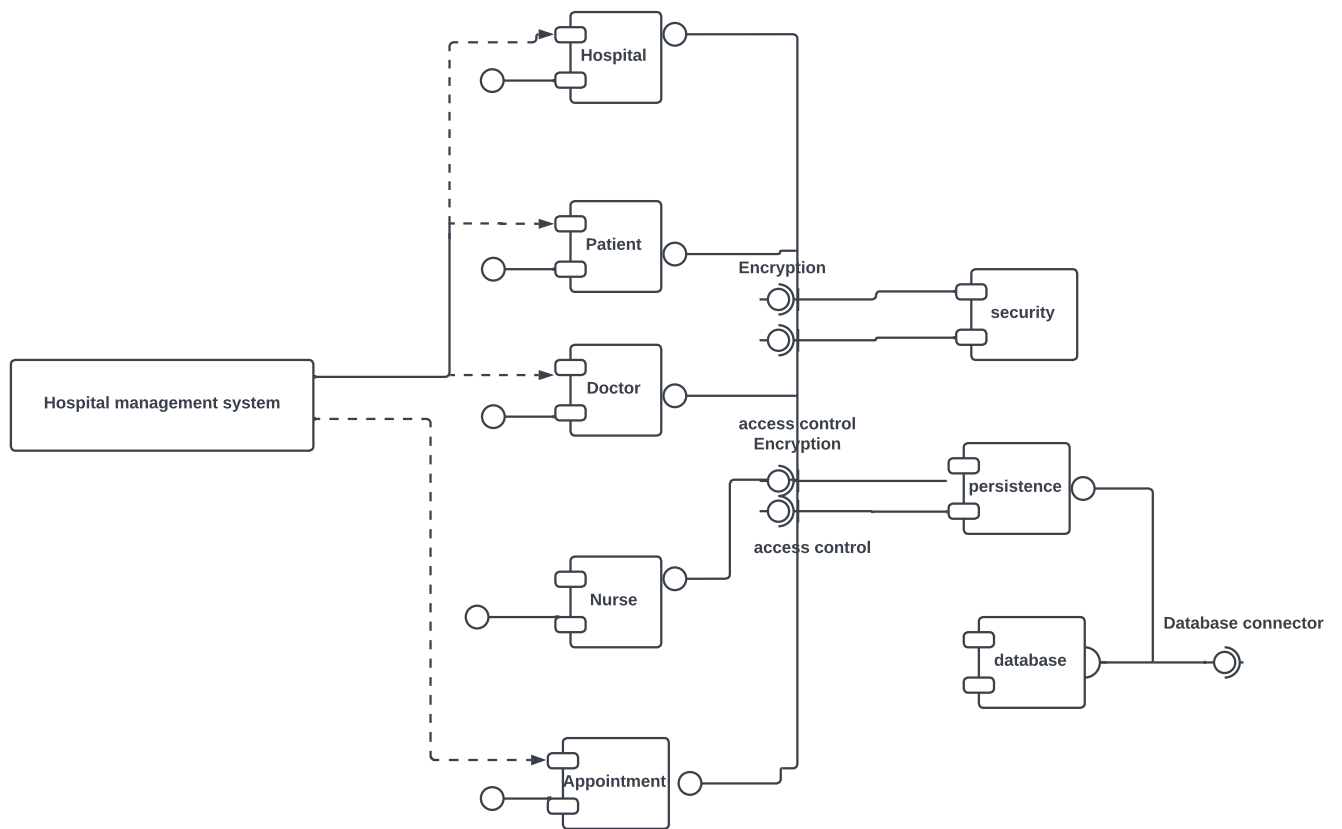 Hospital
Patient
Encryption
security
Doctor
Hospital management system
access control
Encryption
persistence
access control
Nurse
Database connector
database
Appointment